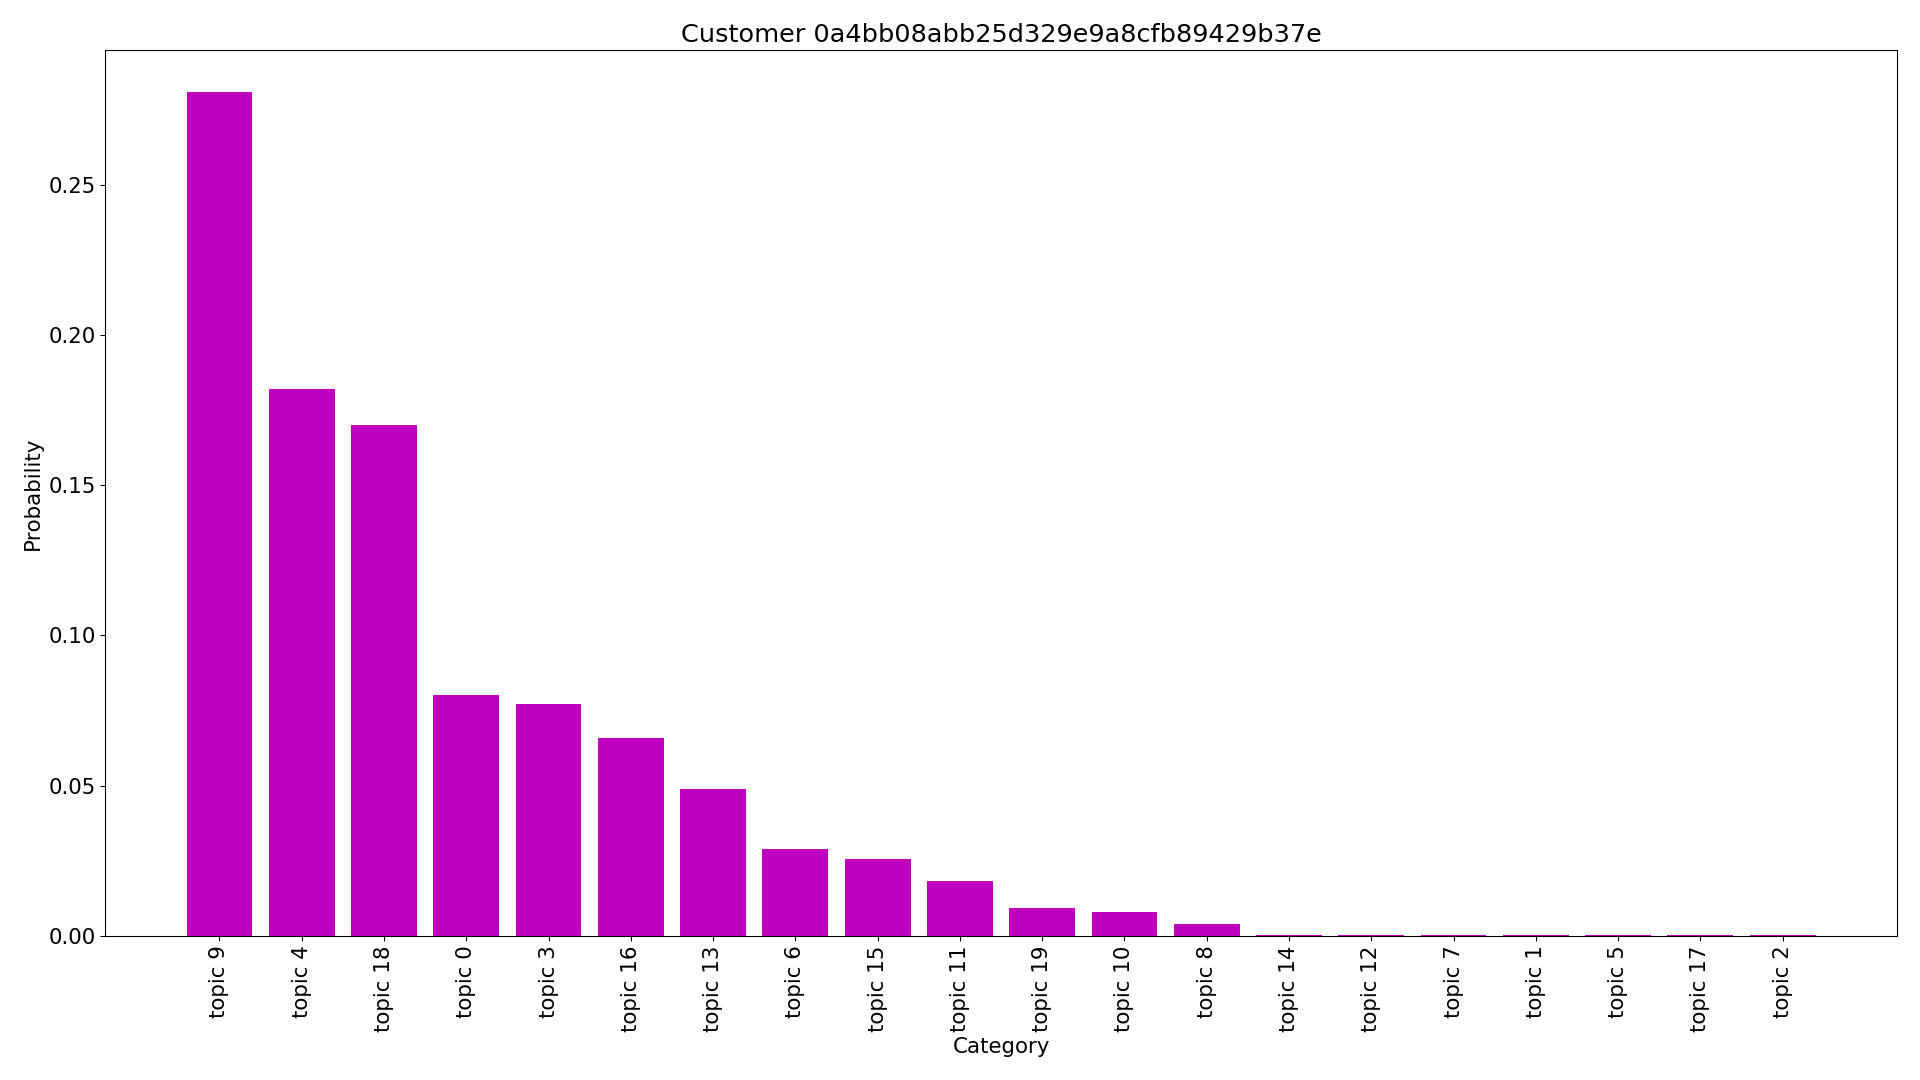 Customer 0a4bb08abb25d329e9a8cfb89429b37e
Probability
0.25
0.20
0.15
0.10
0.05
0.00
topic 9
topic 4
topic 18
topic 0
topic 3
topic 16
topic 13
topic 6
topic 15
topic 11
topic 19
topic 10
topic 8
topic 14
topic 12
topic 7
topic 1
topic 5
topic 17
topic 2
Category